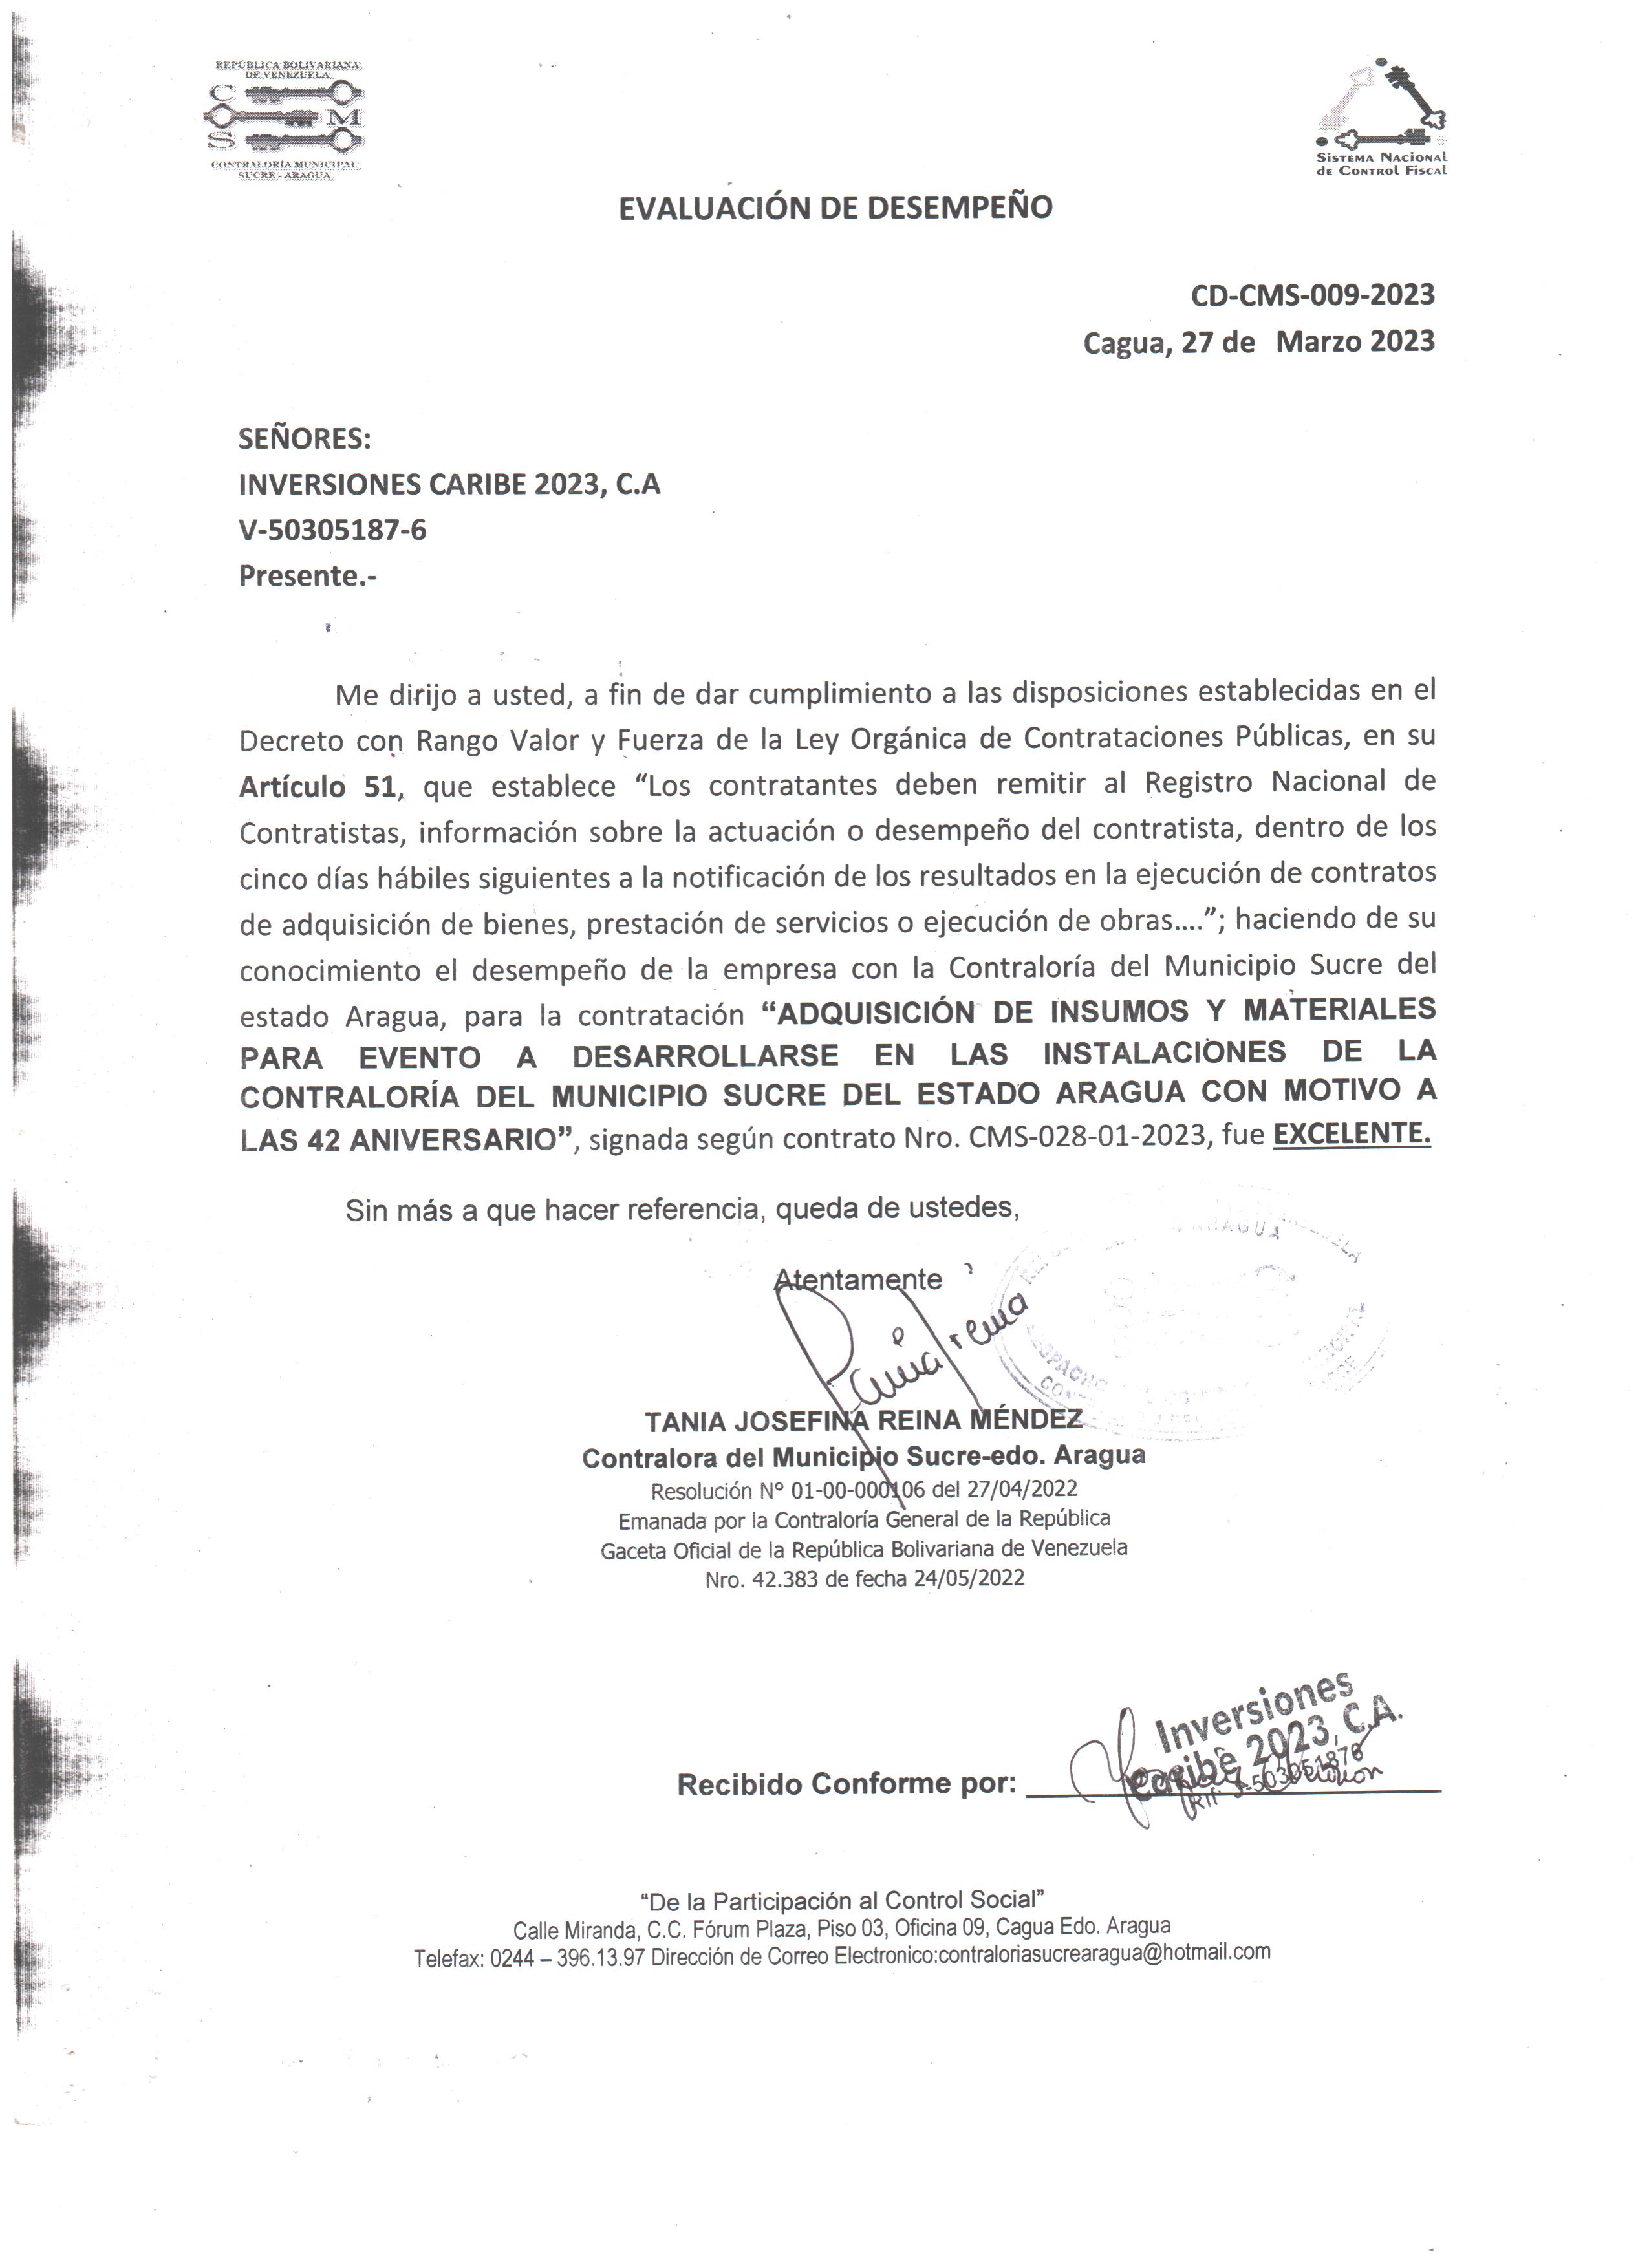 REPÚBLICA BOLIVARIANA
DE VENEZUELA
C
M
S
CONTRALORÍA MUNICIPAL
SUCRE - ARAGUA
SISTEMA NACIONAL
DE CONTROL FISCAL
EVALUACIÓN DE DESEMPEÑO
CD-CMS-009-2023
Cagua, 27 de Marzo 2023
SEÑORES:
INVERSIONES CARIBE 2023, C.A
V-50305187-6
Presente.-
Me dirijo a usted, a fin de dar cumplimiento a las disposiciones establecidas en el
Decreto con Rango Valor y Fuerza de la Ley Orgánica de Contrataciones Públicas, en su
Artículo 51, que establece “Los contratantes deben remitir al Registro Nacional de
Contratistas, información sobre la actuación o desempeño del contratista, dentro de los
cinco días hábiles siguientes a la notificación de los resultados en la ejecución de contratos
de adquisición de bienes, prestación de servicios o ejecución de obras....”; haciendo de su
conocimiento el desempeño de la empresa con la Contraloría del Municipio Sucre del
estado Aragua, para la contratación “ADQUISICIÓN DE INSUMOS Y MATERIALES
PARA EVENTO A DESARROLLARSE EN LAS INSTALACIONES DE LA
CONTRALORÍA DEL MUNICIPIO SUCRE DEL ESTADO ARAGUA CON MOTIVO A
LAS 42 ANIVERSARIO”, signada según contrato Nro. CMS-028-01-2023, fue EXCELENTE.
Sin más a que hacer referencia, queda de ustedes,
Atentamente
ARAGUA
TANIA JOSEFINA REINA MÉNDEZ
Contralora del Municipio Sucre-edo. Aragua
Resolución N° 01-00-000106 del 27/04/2022
Emanada por la Contraloría General de la República
Gaceta Oficial de la República Bolivariana de Venezuela
Nro. 42.383 de fecha 24/05/2022
Inversiones
Caribe 2023, C.A.
Rif: J-503051876
Recibido Conforme por:
“De la Participación al Control Social”
Calle Miranda, C.C. Fórum Plaza, Piso 03, Oficina 09, Cagua Edo. Aragua
Telefax: 0244 – 396.13.97 Dirección de Correo Electronico:contraloriasucrearagua@hotmail.com